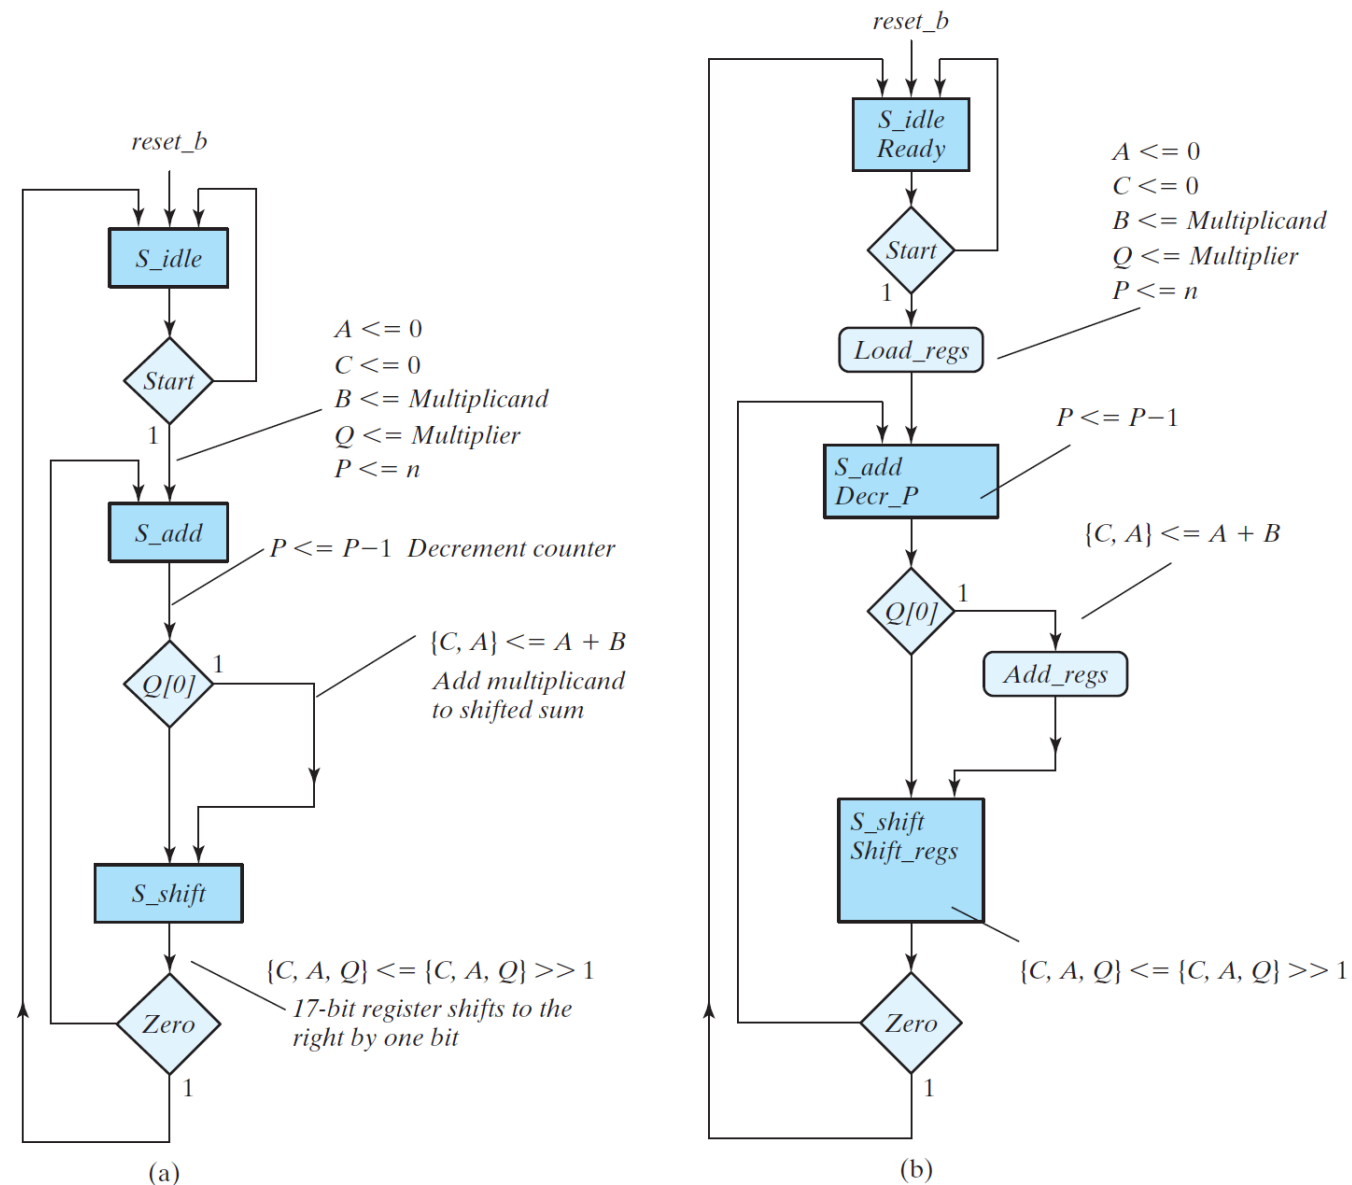 reset_b
S_idle
Start
1
A <= 0
C <= 0
B <= Multiplicand
Q <= Multiplier
P <= n
S_add
P <= P−1 Decrement counter
Q[0]
1
{C, A} <= A + B
Add multiplicand
to shifted sum
S_shift
{C, A, Q} <= {C, A, Q} >> 1
17-bit register shifts to the
right by one bit
Zero
1
(a)
reset_b
S_idle
Ready
Start
1
A <= 0
C <= 0
B <= Multiplicand
Q <= Multiplier
P <= n
Load_regs
S_add
Decr_P
P <= P−1
Q[0]
1
{C, A} <= A + B
Add_regs
S_shift
Shift_regs
{C, A, Q} <= {C, A, Q} >> 1
Zero
1
(b)